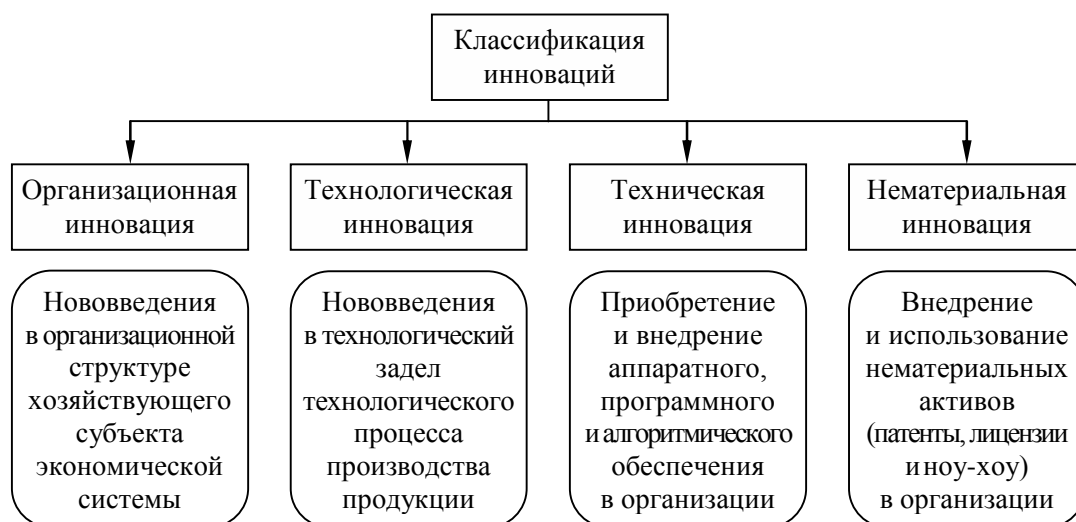 Классификация
инноваций
Организационная
инновация
Технологическая
инновация
Техническая
инновация
Нематериальная
инновация
Нововведения
в организационной
структуре
хозяйствующего
субъекта
экономической
системы
Нововведения
в технологический
задел
технологического
процесса
производства
продукции
Приобретение
и внедрение
аппаратного,
программного
и алгоритмического
обеспечения
в организации
Внедрение
и использование
нематериальных
активов
(патенты, лицензии
и ноу-хоу)
в организации